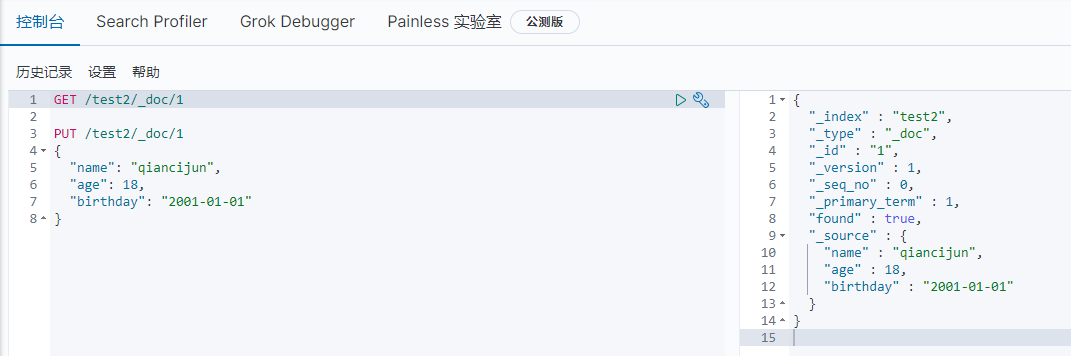 控制台 Search Profiler Grok Debugger Painless 实验室 公测版
历史记录 设置 帮助
1 GET /test2/_doc/1
2
3 PUT /test2/_doc/1
4 {
5 "name": "qiancijun",
6 "age": 18,
7 "birthday": "2001-01-01"
8 }
1 {
2 "_index" : "test2",
3 "_type" : "_doc",
4 "_id" : "1",
5 "_version" : 1,
6 "_seq_no" : 0,
7 "_primary_term" : 1,
8 "found" : true,
9 "_source" : {
10 "name" : "qiancijun",
11 "age" : 18,
12 "birthday" : "2001-01-01"
13 }
14 }
15